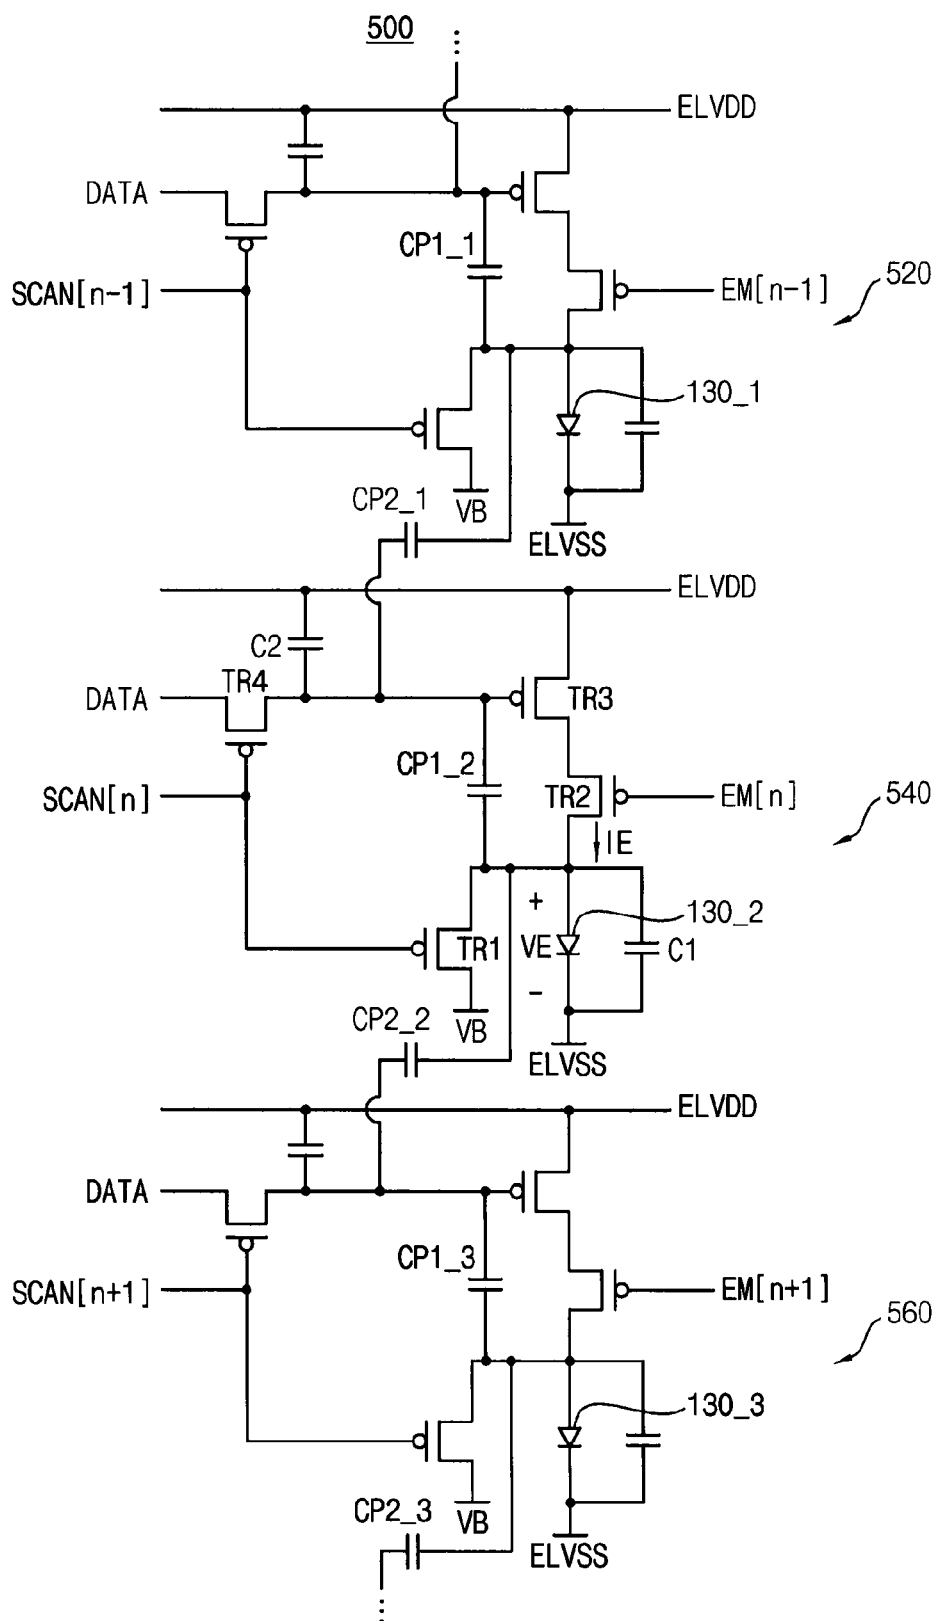 500
ELVDD
DATA
CP1_1
SCAN[n-1]
EM[n-1]
520
130_1
VB
CP2_1
ELVSS
ELVDD
C2
TR4
DATA
TR3
CP1_2
SCAN[n]
TR2
EM[n]
540
IE
+
130_2
TR1
VE
C1
-
VB
CP2_2
ELVSS
ELVDD
DATA
CP1_3
SCAN[n+1]
EM[n+1]
560
130_3
VB
CP2_3
ELVSS